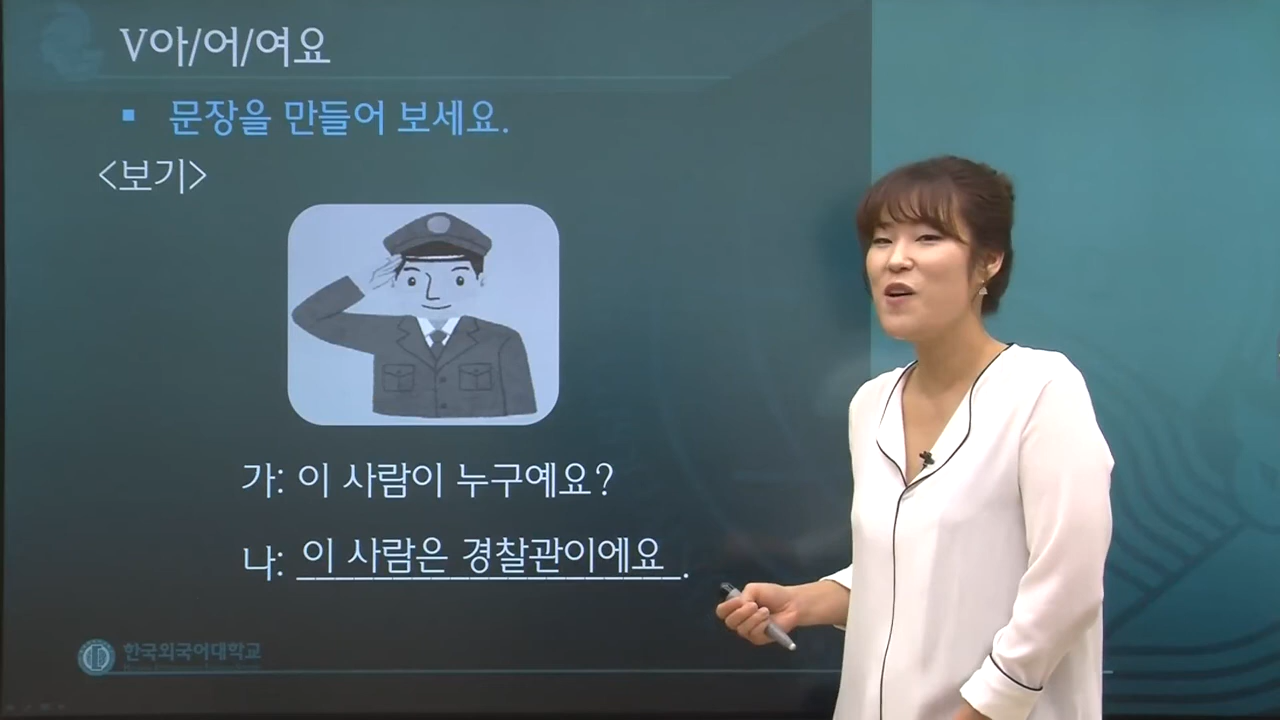 V아/어/여요
▪ 문장을 만들어 보세요.
<보기>
가: 이 사람이 누구예요?
나: 이 사람은 경찰관이에요.
한국외국어대학교